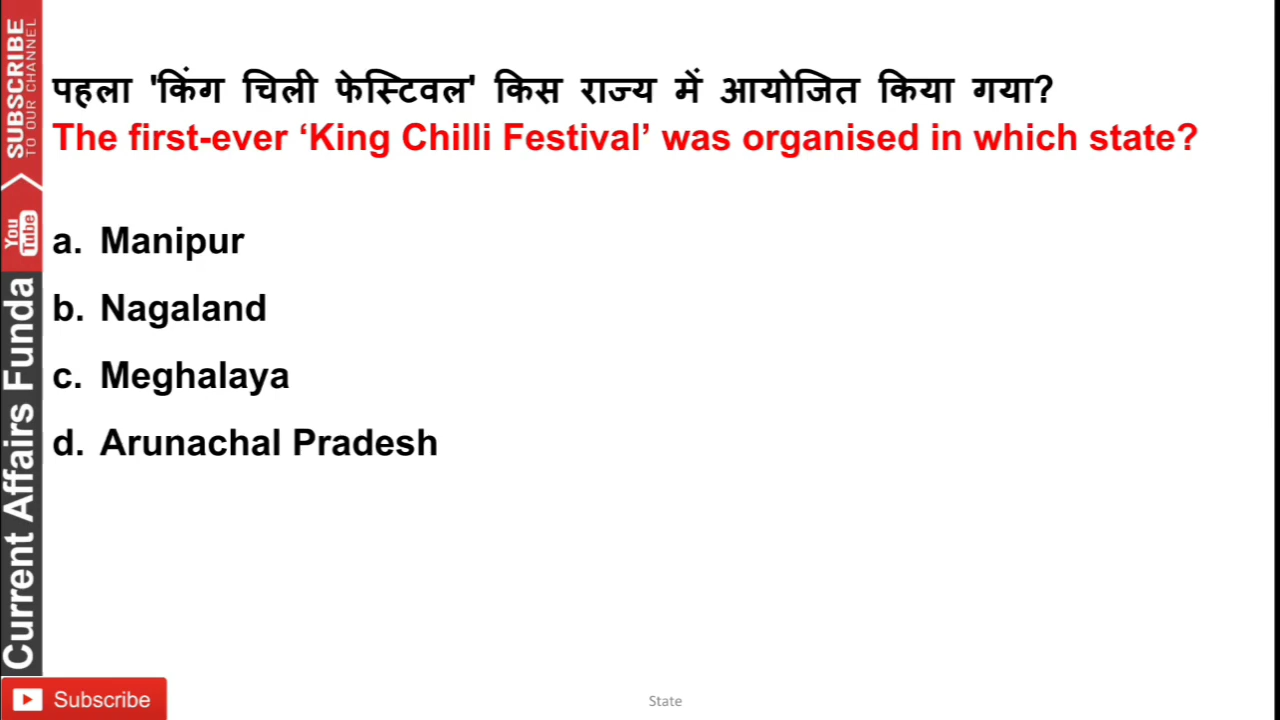 पहला 'किंग चिली फेस्टिवल' किस राज्य में आयोजित किया गया?
The first-ever ‘King Chilli Festival’ was organised in which state?
a. Manipur
b. Nagaland
c. Meghalaya
d. Arunachal Pradesh
SUBSCRIBE
TO OUR CHANNEL
You
Tube
Current Affairs Funda
Subscribe
State